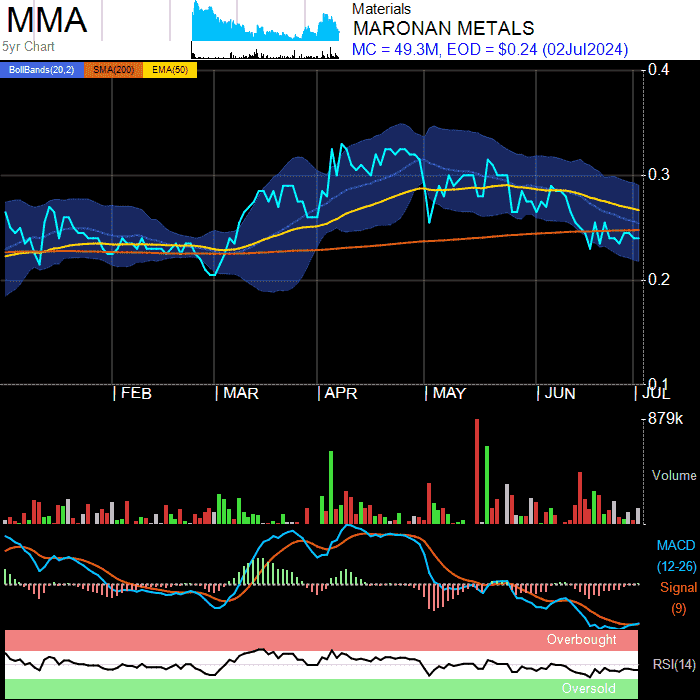 MMA
5yr Chart
Materials
MARONAN METALS
MC = 49.3M, EOD = $0.24 (02Jul2024)
BollBands(20,2) SMA(200) EMA(50)
0.4
0.3
0.2
0.1
FEB MAR APR MAY JUN JUL
879k
Volume
MACD
(12-26)
Signal
(9)
Overbought
RSI(14)
Oversold